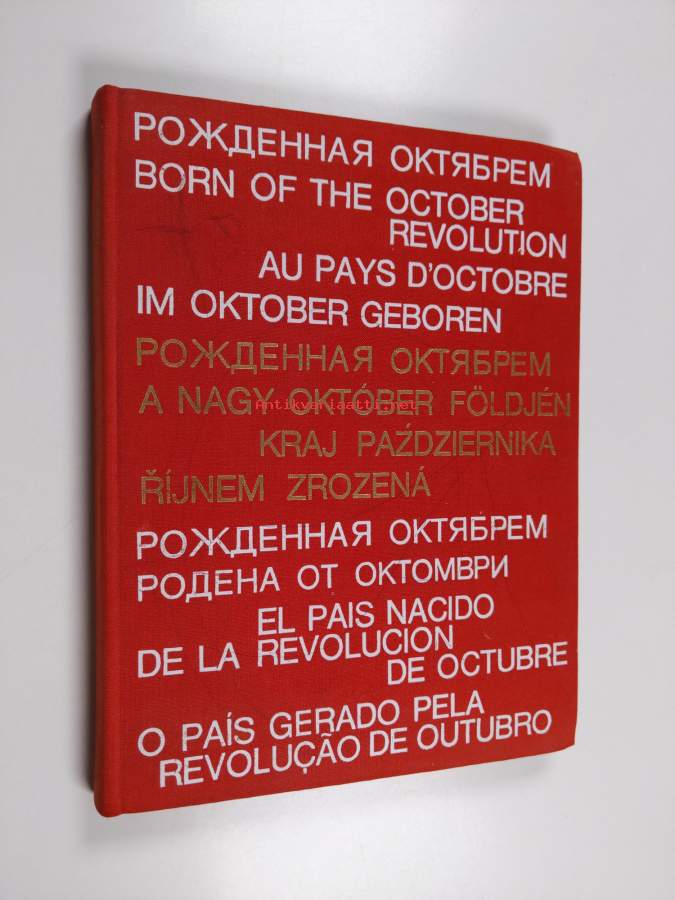 РОЖДЕННАЯ ОКТЯБРЕМ
BORN OF THE OCTOBER
REVOLUTION
AU PAYS D'OCTOBRE
IM OKTOBER GEBOREN
РОЖДЕННАЯ ОКТЯБРЕМ
A NAGY OKTÓBER FÖLDJÉN
Antikvariaatti.net
KRAJ PAŹDZIERNIKA
ŘÍJNEM ZROZENÁ
РОЖДЕННАЯ ОКТЯБРЕМ
РОДЕНА ОТ ОКТОМВРИ
EL PAIS NACIDO
DE LA REVOLUCION
DE OCTUBRE
O PAÍS GERADO PELA
REVOLUÇÃO DE OUTUBRO